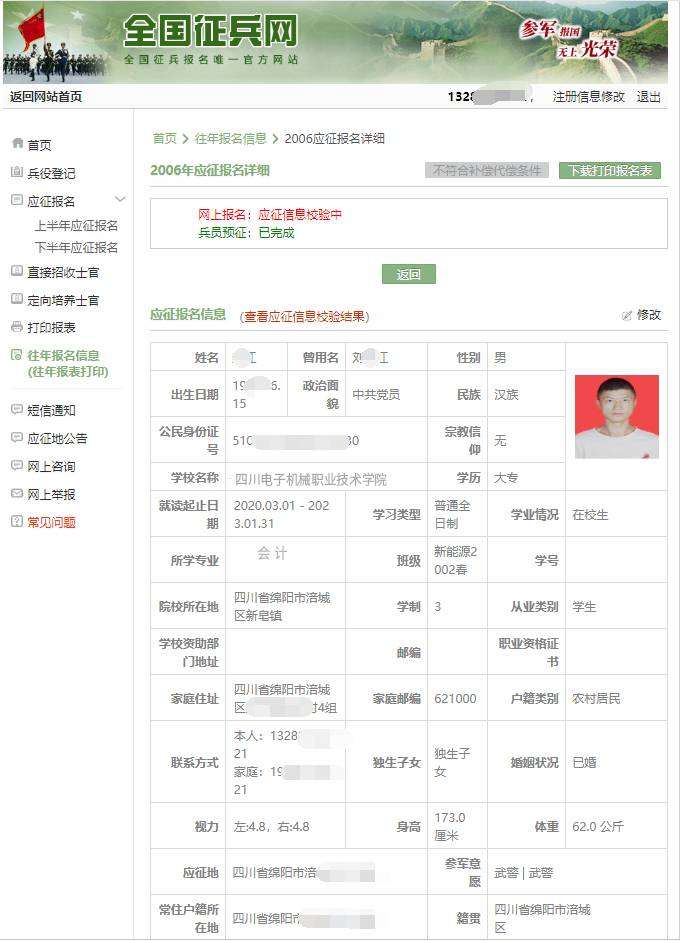 全国征兵网
全国征兵报名唯一官方网站
参军报国
无上光荣
返回网站首页
132 注册信息修改 退出
首页
兵役登记
应征报名
上半年应征报名
下半年应征报名
直接招收士官
定向培养士官
打印报表
往年报名信息
(往年报表打印)
短信通知
应征地公告
网上咨询
网上举报
常见问题
首页 > 往年报名信息 > 2006应征报名详细
2006年应征报名详细 不符合补偿代偿条件 下载打印报名表
网上报名：应征信息校验中
兵员预征：已完成
返回
应征报名信息 (查看应征信息校验结果) 修改
姓名 江 曾用名 刘 江 性别 男
出生日期 19 6.15 政治面貌 中共党员 民族 汉族
公民身份证号 510 80 宗教信仰 无
学校名称 四川电子机械职业技术学院 学历 大专
就读起止日期 2020.03.01 - 2023.01.31 学习类型 普通全日制 学业情况 在校生
所学专业 会计 班级 新能源2002春 学号
院校所在地 四川省绵阳市涪城区新皂镇 学制 3 从业类别 学生
学校资助部门地址 邮编 职业资格证书
家庭住址 四川省绵阳市涪城区 村4组 家庭邮编 621000 户籍类别 农村居民
联系方式 本人：1328 21 家庭：19 21 独生子女 独生子女 婚姻状况 已婚
视力 左:4.8，右:4.8 身高 173.0 厘米 体重 62.0 公斤
应征地 四川省绵阳市涪 参军意愿 武警 | 武警
常住户籍所在地 四川省绵阳市 籍贯 四川省绵阳市涪城区